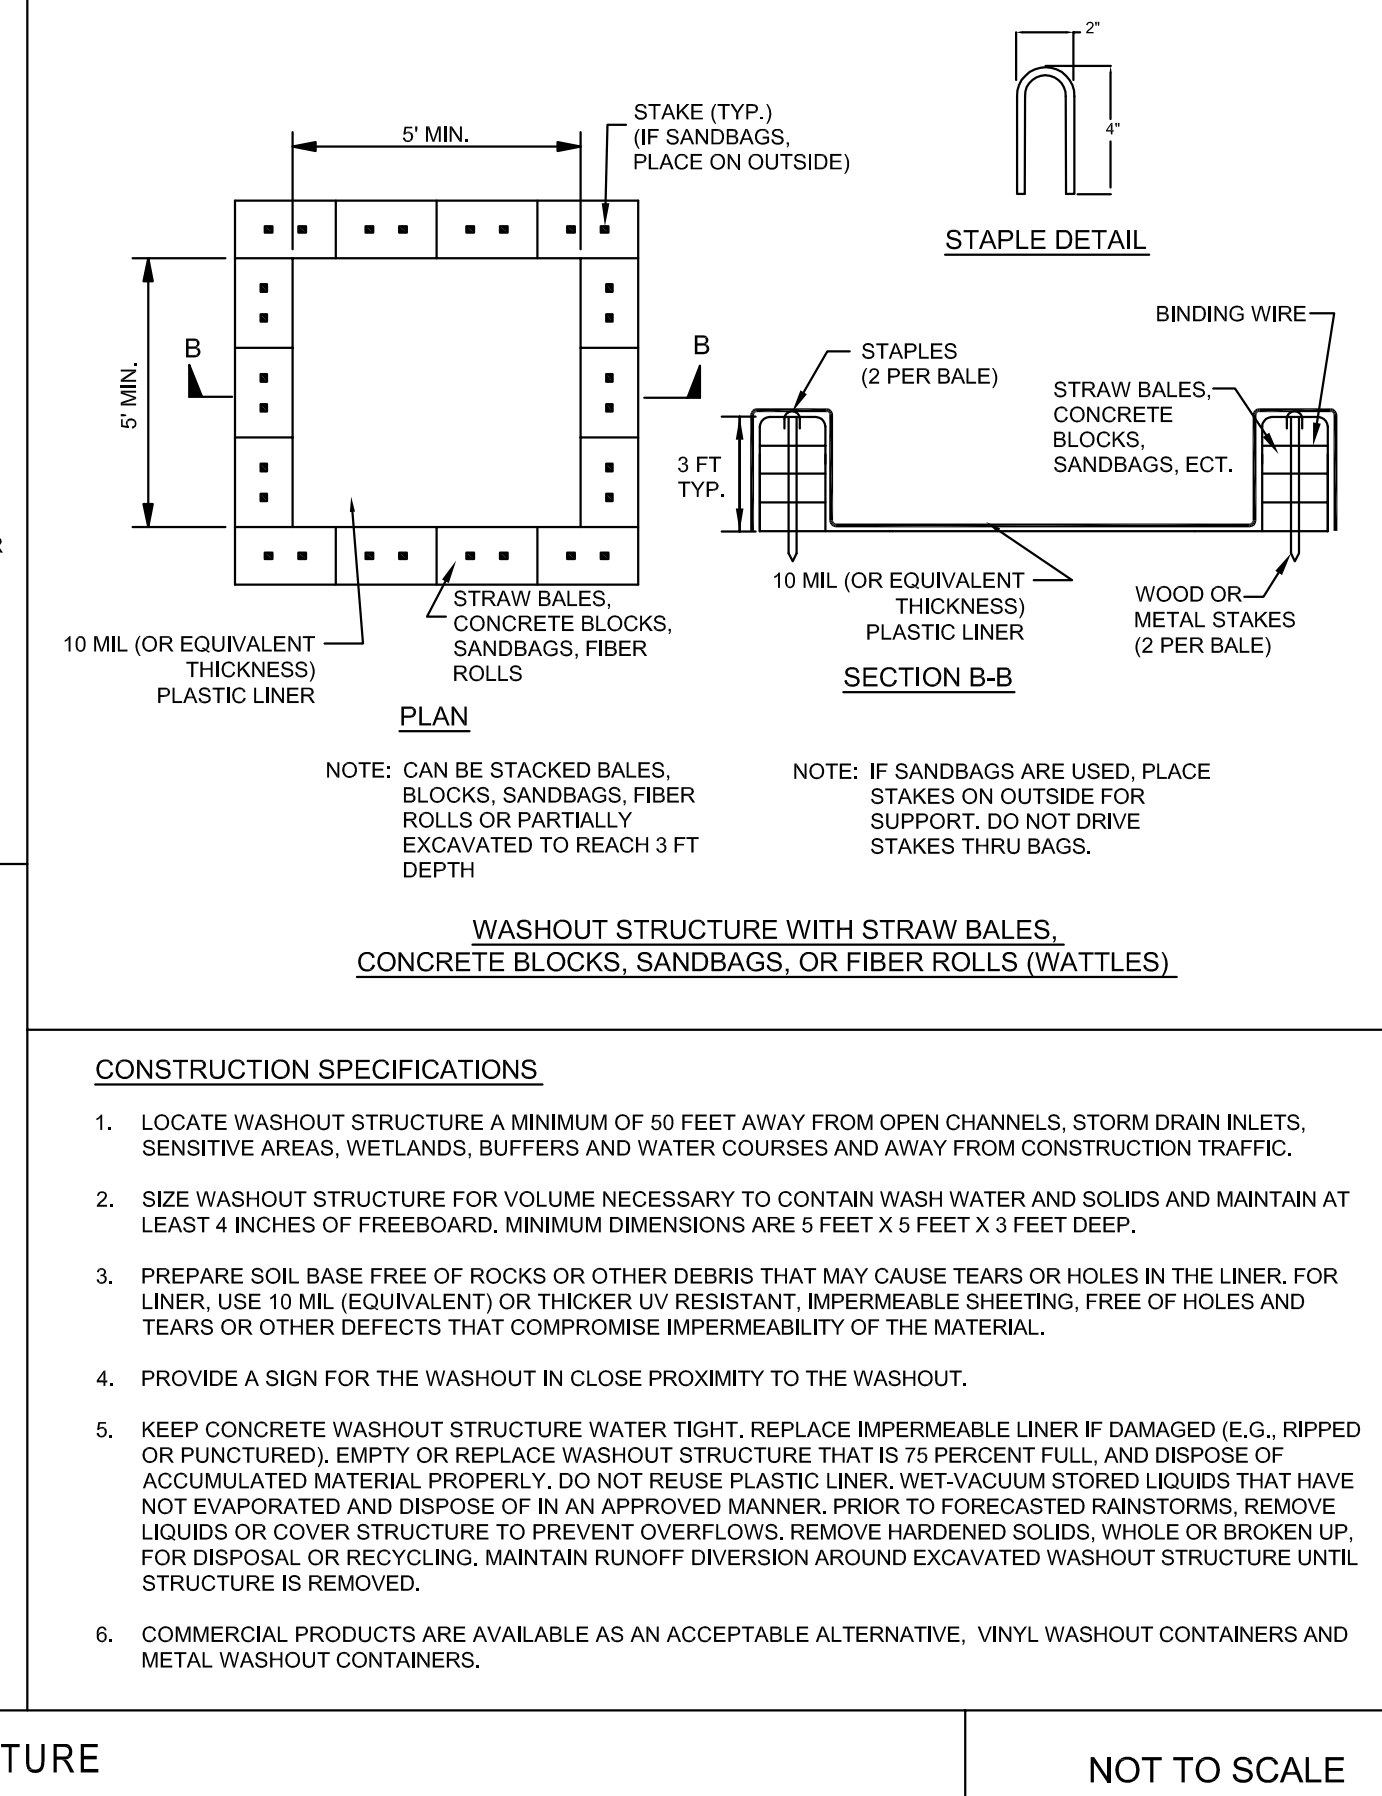 2"
4"
STAPLE DETAIL
5' MIN.
STAKE (TYP.)
(IF SANDBAGS,
PLACE ON OUTSIDE)
5' MIN.
B
B
10 MIL (OR EQUIVALENT
THICKNESS)
PLASTIC LINER
STRAW BALES,
CONCRETE BLOCKS,
SANDBAGS, FIBER
ROLLS
PLAN
NOTE: CAN BE STACKED BALES,
BLOCKS, SANDBAGS, FIBER
ROLLS OR PARTIALLY
EXCAVATED TO REACH 3 FT
DEPTH
BINDING WIRE
STAPLES
(2 PER BALE)
STRAW BALES,
CONCRETE
BLOCKS,
SANDBAGS, ECT.
3 FT
TYP.
10 MIL (OR EQUIVALENT
THICKNESS)
PLASTIC LINER
WOOD OR
METAL STAKES
(2 PER BALE)
SECTION B-B
NOTE: IF SANDBAGS ARE USED, PLACE
STAKES ON OUTSIDE FOR
SUPPORT. DO NOT DRIVE
STAKES THRU BAGS.
WASHOUT STRUCTURE WITH STRAW BALES,
CONCRETE BLOCKS, SANDBAGS, OR FIBER ROLLS (WATTLES)
CONSTRUCTION SPECIFICATIONS
1. LOCATE WASHOUT STRUCTURE A MINIMUM OF 50 FEET AWAY FROM OPEN CHANNELS, STORM DRAIN INLETS,
SENSITIVE AREAS, WETLANDS, BUFFERS AND WATER COURSES AND AWAY FROM CONSTRUCTION TRAFFIC.
2. SIZE WASHOUT STRUCTURE FOR VOLUME NECESSARY TO CONTAIN WASH WATER AND SOLIDS AND MAINTAIN AT
LEAST 4 INCHES OF FREEBOARD. MINIMUM DIMENSIONS ARE 5 FEET X 5 FEET X 3 FEET DEEP.
3. PREPARE SOIL BASE FREE OF ROCKS OR OTHER DEBRIS THAT MAY CAUSE TEARS OR HOLES IN THE LINER. FOR
LINER, USE 10 MIL (EQUIVALENT) OR THICKER UV RESISTANT, IMPERMEABLE SHEETING, FREE OF HOLES AND
TEARS OR OTHER DEFECTS THAT COMPROMISE IMPERMEABILITY OF THE MATERIAL.
4. PROVIDE A SIGN FOR THE WASHOUT IN CLOSE PROXIMITY TO THE WASHOUT.
5. KEEP CONCRETE WASHOUT STRUCTURE WATER TIGHT. REPLACE IMPERMEABLE LINER IF DAMAGED (E.G., RIPPED
OR PUNCTURED). EMPTY OR REPLACE WASHOUT STRUCTURE THAT IS 75 PERCENT FULL, AND DISPOSE OF
ACCUMULATED MATERIAL PROPERLY. DO NOT REUSE PLASTIC LINER. WET-VACUUM STORED LIQUIDS THAT HAVE
NOT EVAPORATED AND DISPOSE OF IN AN APPROVED MANNER. PRIOR TO FORECASTED RAINSTORMS, REMOVE
LIQUIDS OR COVER STRUCTURE TO PREVENT OVERFLOWS. REMOVE HARDENED SOLIDS, WHOLE OR BROKEN UP,
FOR DISPOSAL OR RECYCLING. MAINTAIN RUNOFF DIVERSION AROUND EXCAVATED WASHOUT STRUCTURE UNTIL
STRUCTURE IS REMOVED.
6. COMMERCIAL PRODUCTS ARE AVAILABLE AS AN ACCEPTABLE ALTERNATIVE, VINYL WASHOUT CONTAINERS AND
METAL WASHOUT CONTAINERS.
TURE
NOT TO SCALE